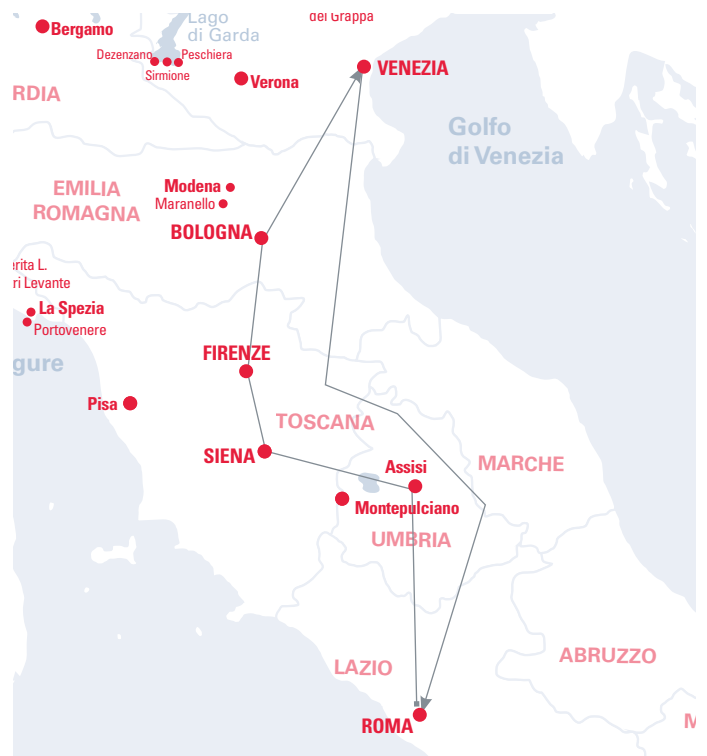 del Grappa
Lago
di Garda
Bergamo
Dezenzano
Peschiera
Sirmione
Verona
VENEZIA
RDIA
Golfo
di Venezia
EMILIA
ROMAGNA
Modena
Maranello
BOLOGNA
erita L.
ri Levante
La Spezia
Portovenere
gure
FIRENZE
Pisa
TOSCANA
SIENA
MARCHE
Assisi
Montepulciano
UMBRIA
LAZIO
ABRUZZO
ROMA
M